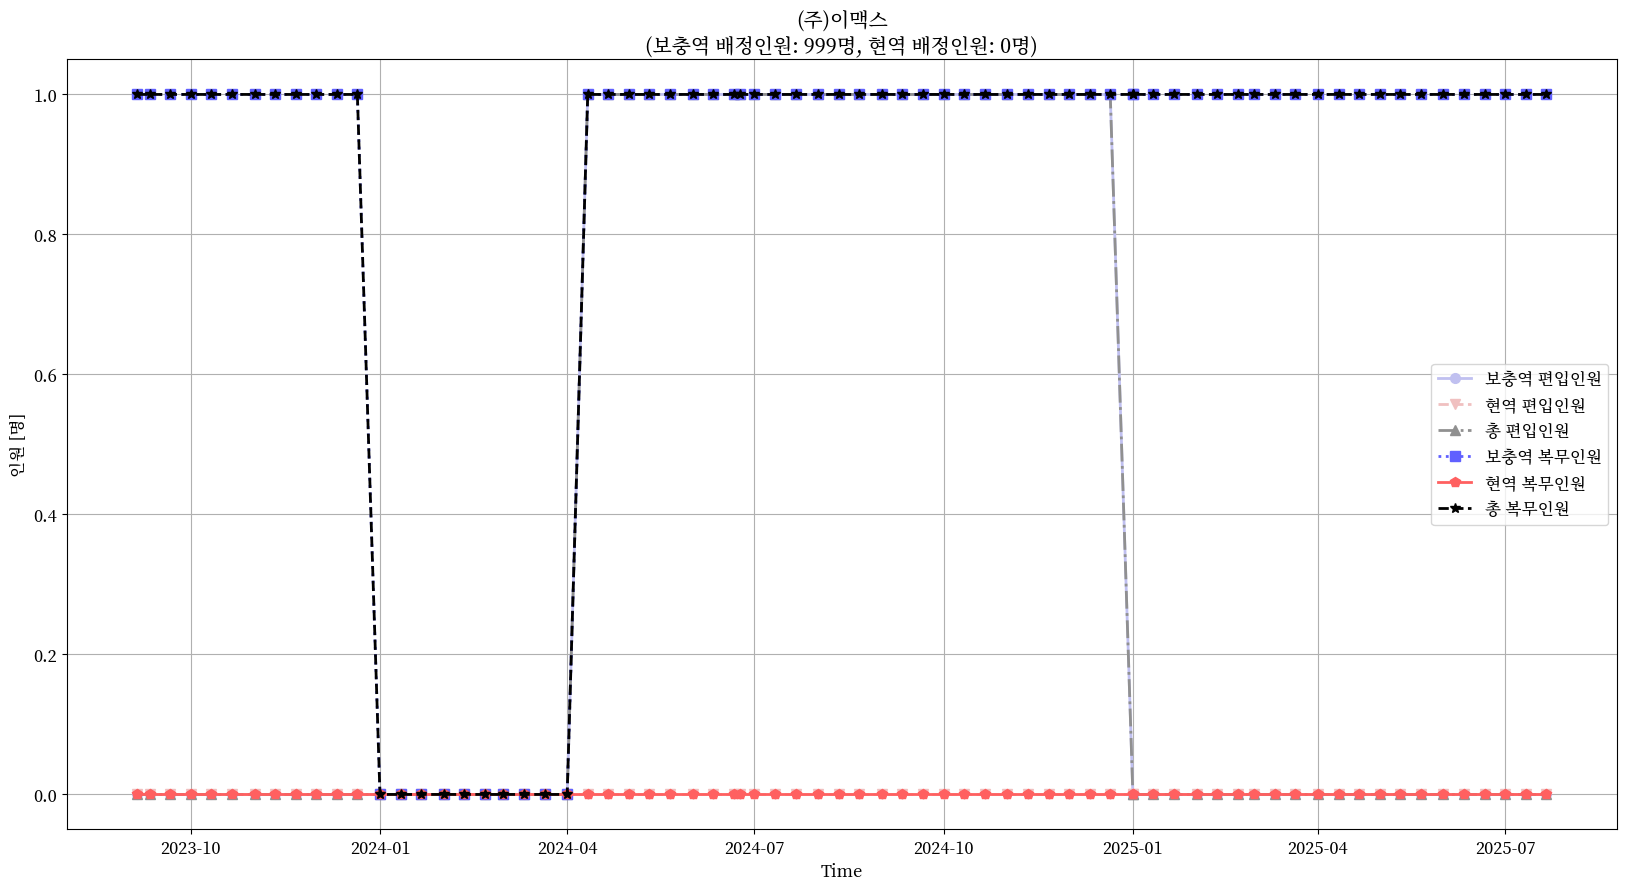 (주)이맥스
(보충역 배정인원: 999명, 현역 배정인원: 0명)
인원 [명]
1.0
0.8
0.6
0.4
0.2
0.0
보충역 편입인원
현역 편입인원
총 편입인원
보충역 복무인원
현역 복무인원
총 복무인원
2023-10
2024-01
2024-04
2024-07
2024-10
2025-01
2025-04
2025-07
Time